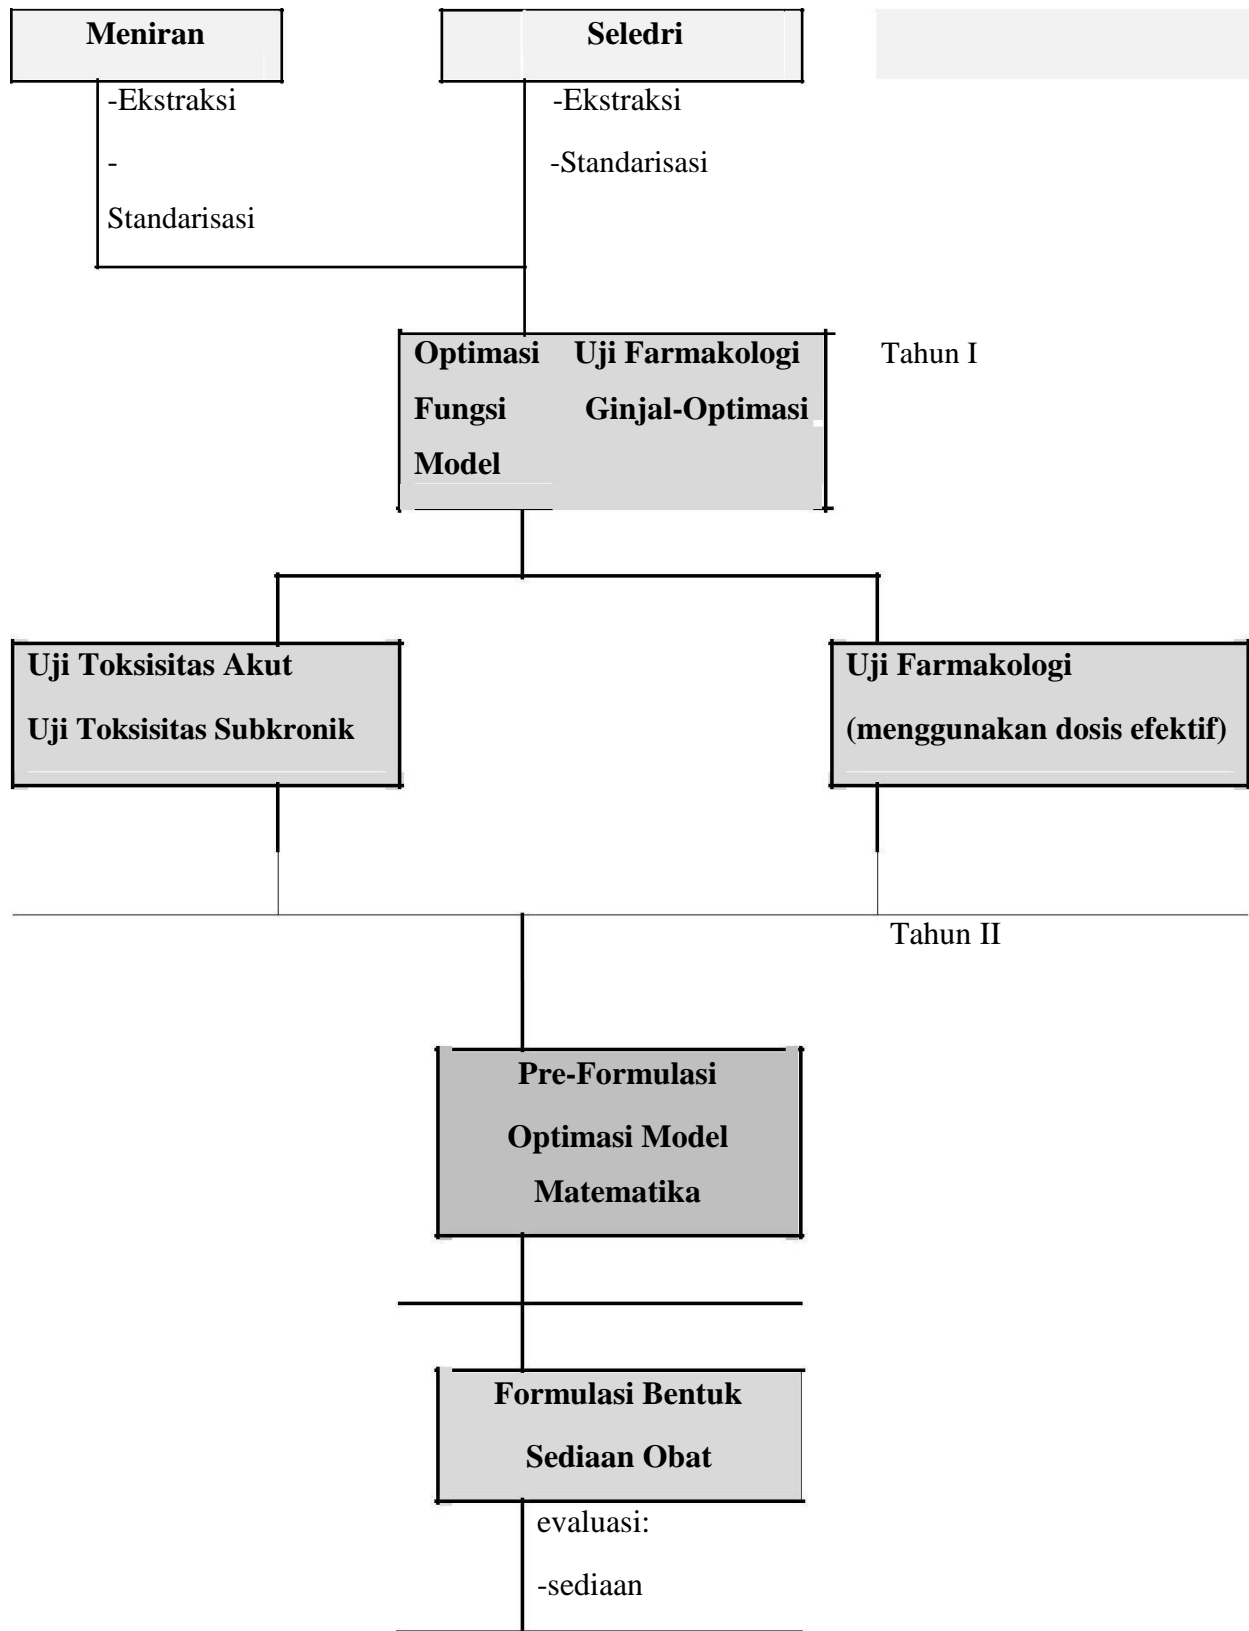 Meniran
Seledri
-Ekstraksi
-
Standarisasi
-Ekstraksi
-Standarisasi
Optimasi Uji Farmakologi
Fungsi Ginjal-Optimasi
Model
Tahun I
Uji Toksisitas Akut
Uji Toksisitas Subkronik
Uji Farmakologi
(menggunakan dosis efektif)
Tahun II
Pre-Formulasi
Optimasi Model
Matematika
Formulasi Bentuk
Sediaan Obat
evaluasi:
-sediaan